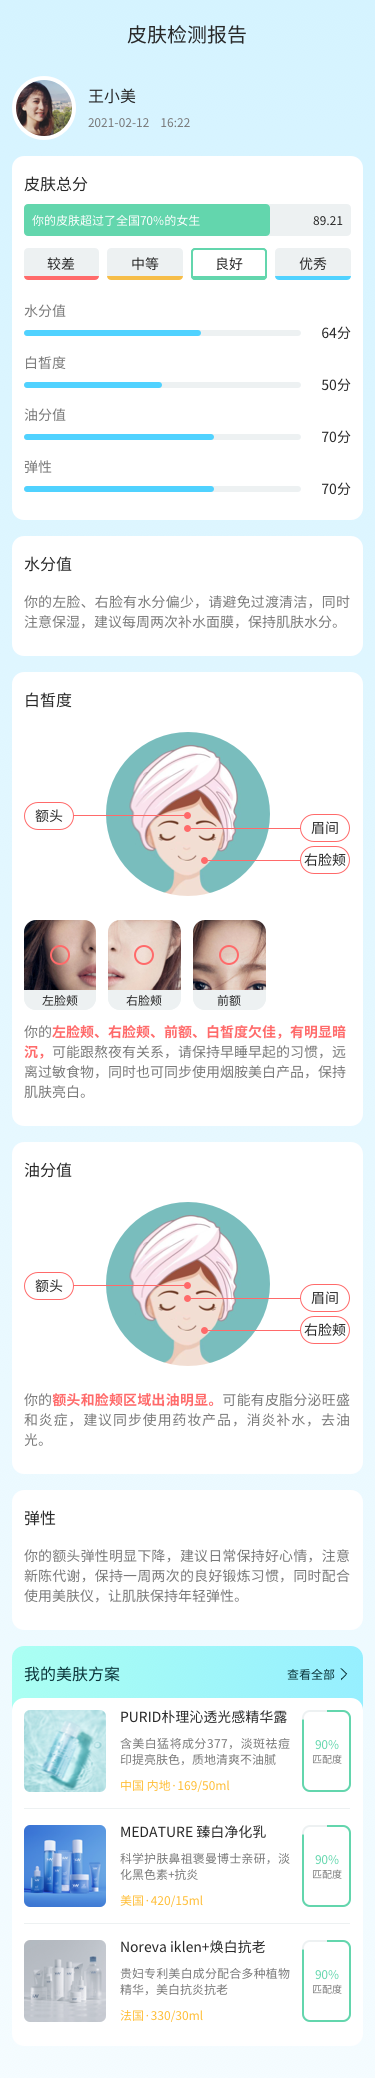 皮肤检测报告
王小美
2021-02-12 16:22
皮肤总分
你的皮肤超过了全国70%的女生
89.21
较差 中等 良好 优秀
水分值
64分
白皙度
50分
油分值
70分
弹性
70分
水分值
你的左脸、右脸有水分偏少，请避免过渡清洁，同时
注意保湿，建议每周两次补水面膜，保持肌肤水分。
白皙度
额头
眉间
右脸颊
左脸颊 右脸颊 前额
你的左脸颊、右脸颊、前额、白皙度欠佳，有明显暗
沉，可能跟熬夜有关系，请保持早睡早起的习惯，远
离过敏食物，同时也可同步使用烟胺美白产品，保持
肌肤亮白。
油分值
额头
眉间
右脸颊
你的额头和脸颊区域出油明显。可能有皮脂分泌旺盛
和炎症，建议同步使用药妆产品，消炎补水，去油
光。
弹性
你的额头弹性明显下降，建议日常保持好心情，注意
新陈代谢，保持一周两次的良好锻炼习惯，同时配合
使用美肤仪，让肌肤保持年轻弹性。
我的美肤方案
查看全部
PURID朴理沁透光感精华露
含美白猛将成分377，淡斑祛痘
印提亮肤色，质地清爽不油腻
中国 内地·169/50ml
90%
匹配度
MEDATURE 臻白净化乳
科学护肤鼻祖褒曼博士亲研，淡
化黑色素+抗炎
美国·420/15ml
90%
匹配度
Noreva iklen+焕白抗老
贵妇专利美白成分配合多种植物
精华，美白抗炎抗老
法国·330/30ml
90%
匹配度